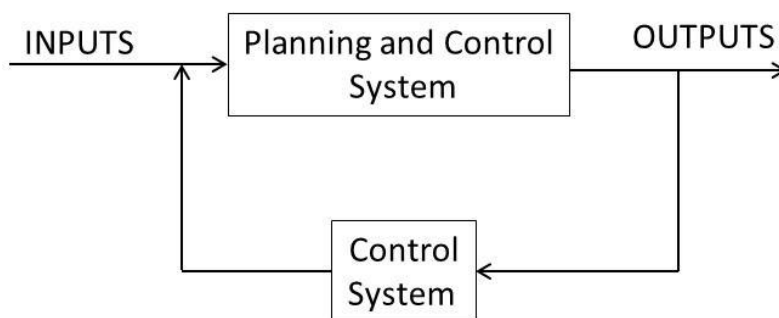 INPUTS
Planning and Control
System
OUTPUTS
Control
System